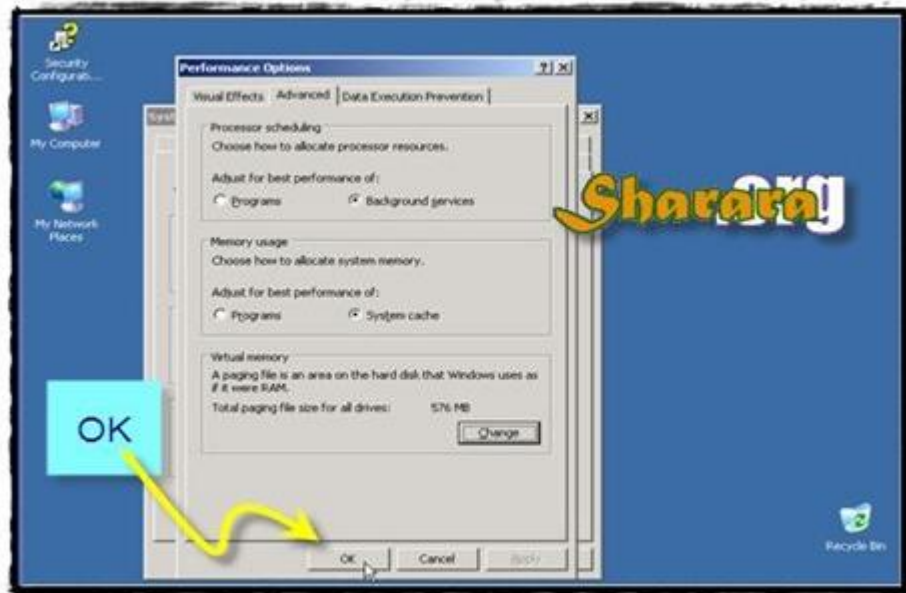 Security
Configurati...
My Computer
My Network
Places
Performance Options
Visual Effects
Advanced
Data Execution Prevention
Processor scheduling
Choose how to allocate processor resources.
Adjust for best performance of:
Programs
Background services
Memory usage
Choose how to allocate system memory.
Adjust for best performance of:
Programs
System cache
Virtual memory
A paging file is an area on the hard disk that Windows uses as
if it were RAM.
Total paging file size for all drives: 576 MB
Change
OK
Cancel
Apply
OK
Sharara.org
Recycle Bin